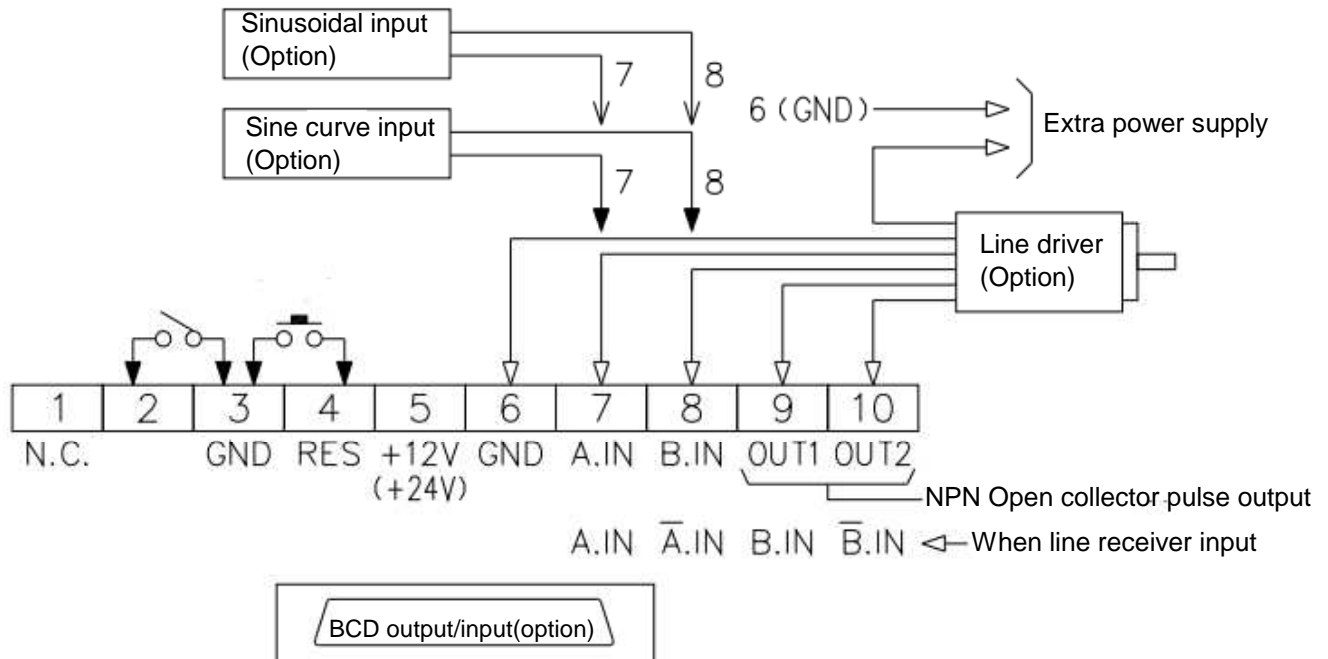 Sinusoidal input
(Option)
7
8
Sine curve input
(Option)
7
8
6 (GND)
Extra power supply
Line driver
(Option)
1 2 3 4 5 6 7 8 9 10
N.C. GND RES +12V GND A.IN B.IN OUT1 OUT2
(+24V)
NPN Open collector pulse output
A.IN A̅.IN B.IN B̅.IN When line receiver input
BCD output/input(option)